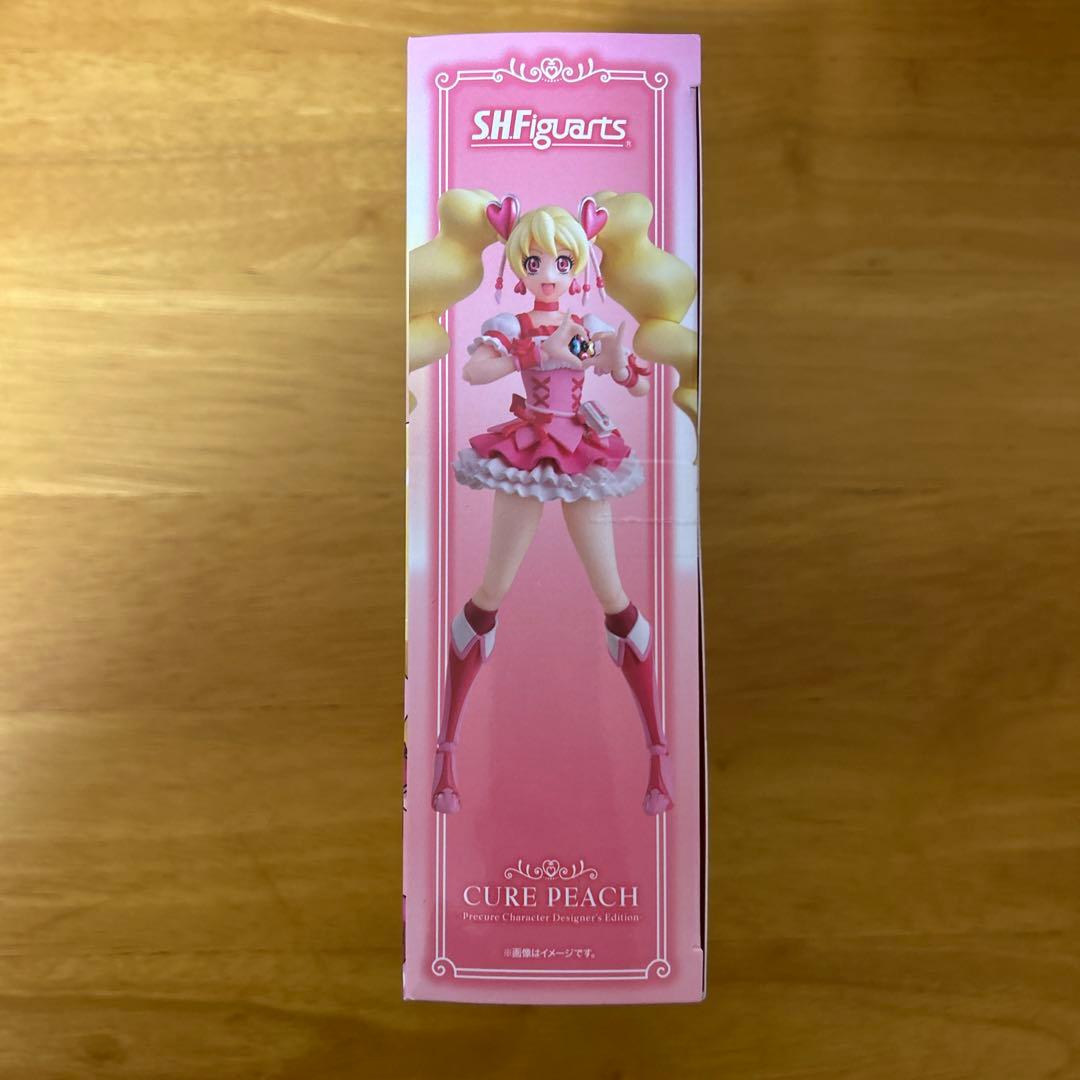 S.H.Figuarts
CURE PEACH
Precure Character Designer's Edition
※画像はイメージです。